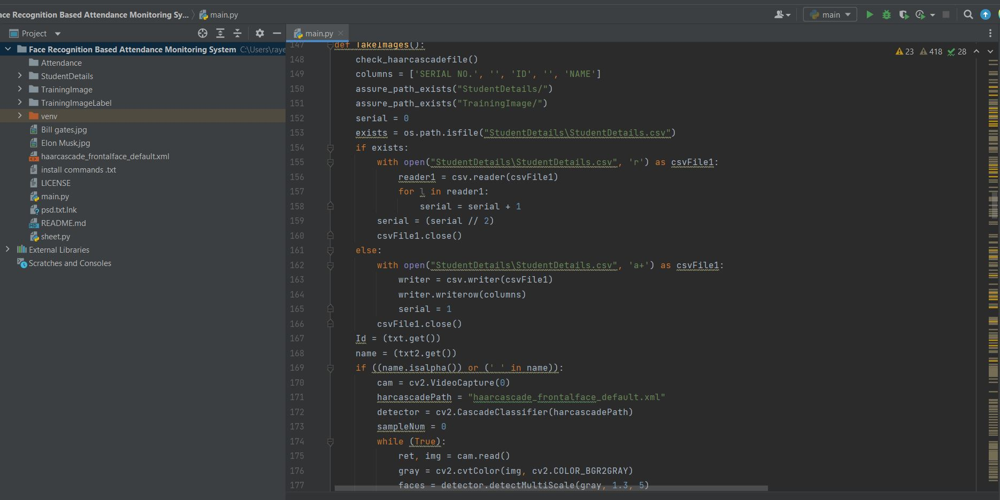 ace Recognition Based Attendance Monitoring Sy... main.py
main
Project
main.py
23 418 28
Face Recognition Based Attendance Monitoring System C:\Users\raye
Attendance
StudentDetails
TrainingImage
TrainingImageLabel
venv
Bill gates.jpg
Elon Musk.jpg
haarcascade_frontalface_default.xml
install commands .txt
LICENSE
main.py
psd.txt.lnk
README.md
sheet.py
External Libraries
Scratches and Consoles
147 def TakeImages():
148 check_haarcascadefile()
149 columns = ['SERIAL NO.', '', 'ID', '', 'NAME']
150 assure_path_exists("StudentDetails/")
151 assure_path_exists("TrainingImage/")
152 serial = 0
153 exists = os.path.isfile("StudentDetails\StudentDetails.csv")
154 if exists:
155 with open("StudentDetails\StudentDetails.csv", 'r') as csvFile1:
156 reader1 = csv.reader(csvFile1)
157 for l in reader1:
158 serial = serial + 1
159 serial = (serial // 2)
160 csvFile1.close()
161 else:
162 with open("StudentDetails\StudentDetails.csv", 'a+') as csvFile1:
163 writer = csv.writer(csvFile1)
164 writer.writerow(columns)
165 serial = 1
166 csvFile1.close()
167 Id = (txt.get())
168 name = (txt2.get())
169 if ((name.isalpha()) or (' ' in name)):
170 cam = cv2.VideoCapture(0)
171 harcascadePath = "haarcascade_frontalface_default.xml"
172 detector = cv2.CascadeClassifier(harcascadePath)
173 sampleNum = 0
174 while (True):
175 ret, img = cam.read()
176 gray = cv2.cvtColor(img, cv2.COLOR_BGR2GRAY)
177 faces = detector.detectMultiScale(gray, 1.3, 5)